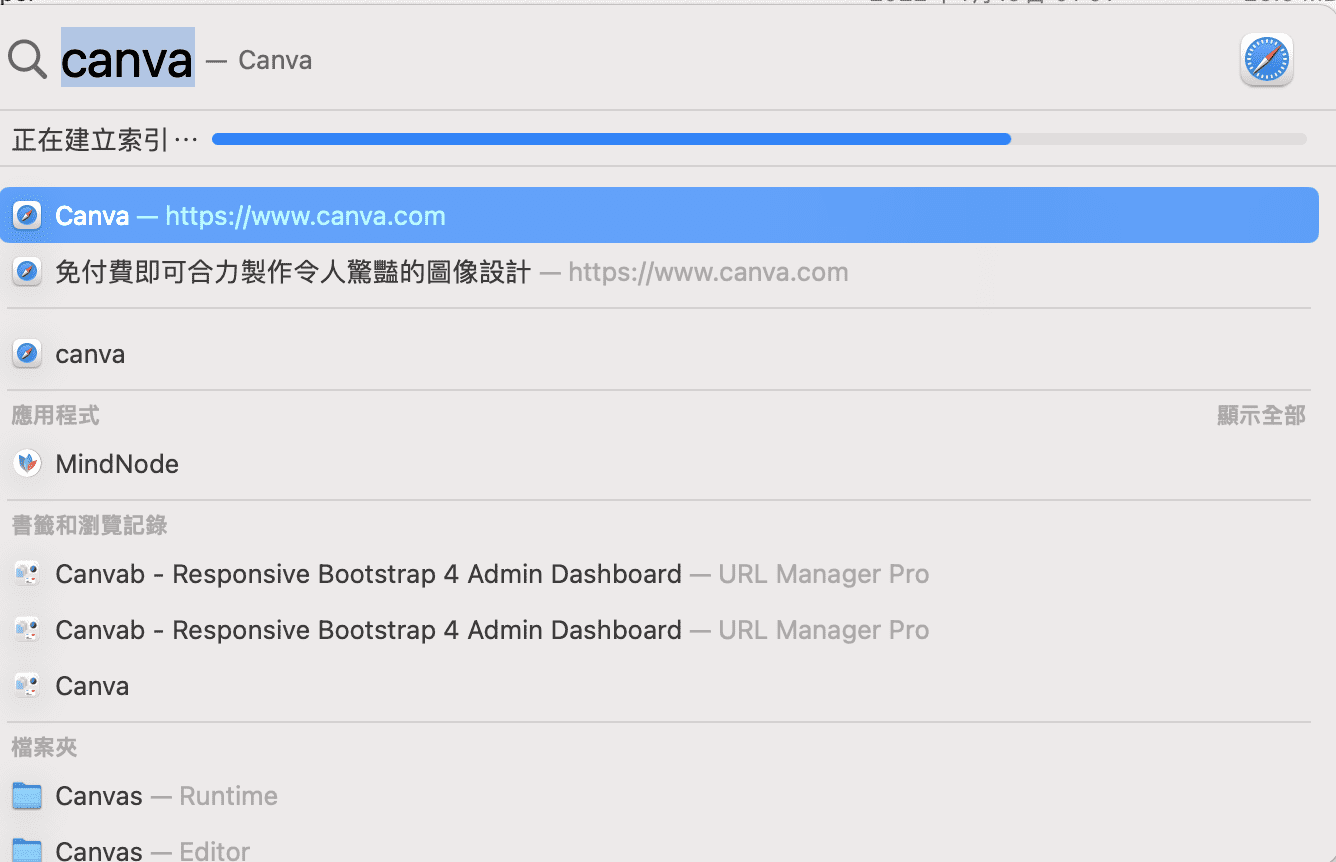 canva — Canva
正在建立索引…
Canva — https://www.canva.com
免付費即可合力製作令人驚豔的圖像設計 — https://www.canva.com
canva
應用程式 顯示全部
MindNode
書籤和瀏覽記錄
Canvab - Responsive Bootstrap 4 Admin Dashboard — URL Manager Pro
Canvab - Responsive Bootstrap 4 Admin Dashboard — URL Manager Pro
Canva
檔案夾
Canvas — Runtime
Canvas — Editor